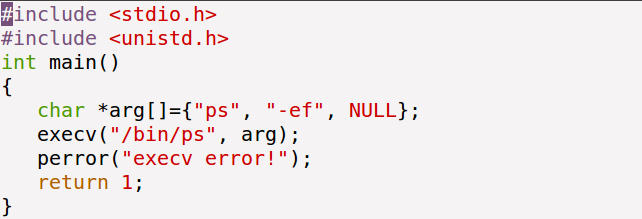 #include <stdio.h>
#include <unistd.h>
int main()
{
   char *arg[]={"ps", "-ef", NULL};
   execv("/bin/ps", arg);
   perror("execv error!");
   return 1;
}